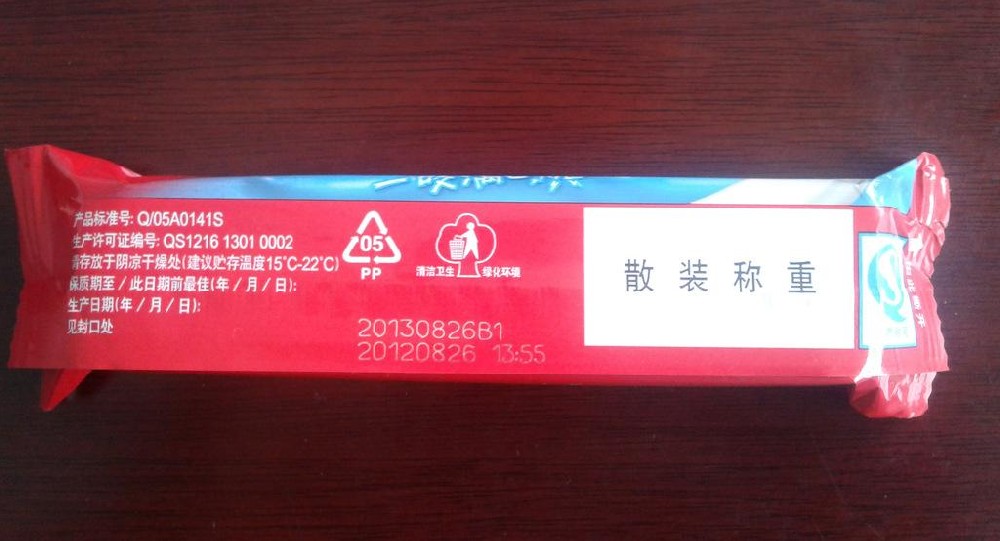 产品标准号: Q/05A0141S
生产许可证编号: QS1216 1301 0002
请存放于阴凉干燥处(建议贮存温度15℃-22℃)
保质期至 / 此日期前最佳(年 / 月 / 日):
生产日期(年 / 月 / 日):
见封口处
20130826B1
20120826 13:55
05
PP
清洁卫生 绿化环境
散装称重